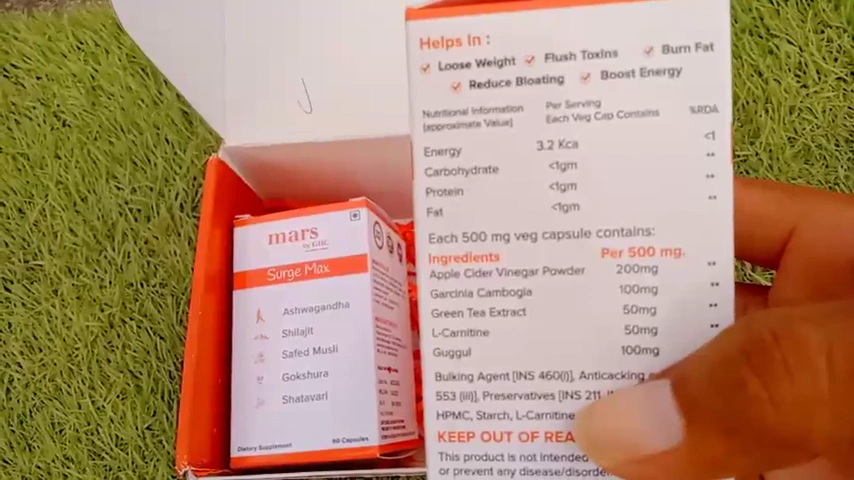 Helps In :
Loose Weight Flush Toxins Burn Fat
Reduce Bloating Boost Energy
Nutritional Information Per Serving %RDA
[approximate Value] Each Veg Cap Contains
Energy 3.2 Kca <1
Carbohydrate <1gm **
Protein <1gm **
Fat <1gm **
Each 500 mg veg capsule contains:
Ingredients Per 500 mg.
Apple Cider Vinegar Powder 200mg **
Garcinia Cambogia 100mg **
Green Tea Extract 50mg **
L-Carnitine 50mg **
Guggul 100mg
Bulking Agent [INS 460(i)], Anticacking
553 (iii)], Preservatives [INS 211,
HPMC, Starch, L-Carnitine
KEEP OUT OF
This product is not Intended
or prevent any disease/disorder
mars
by GHC
Surge Max
Ashwagandha
Shilajit
Safed Musli
Gokshura
Shatavari
Dietary Supplement 60 Capsules